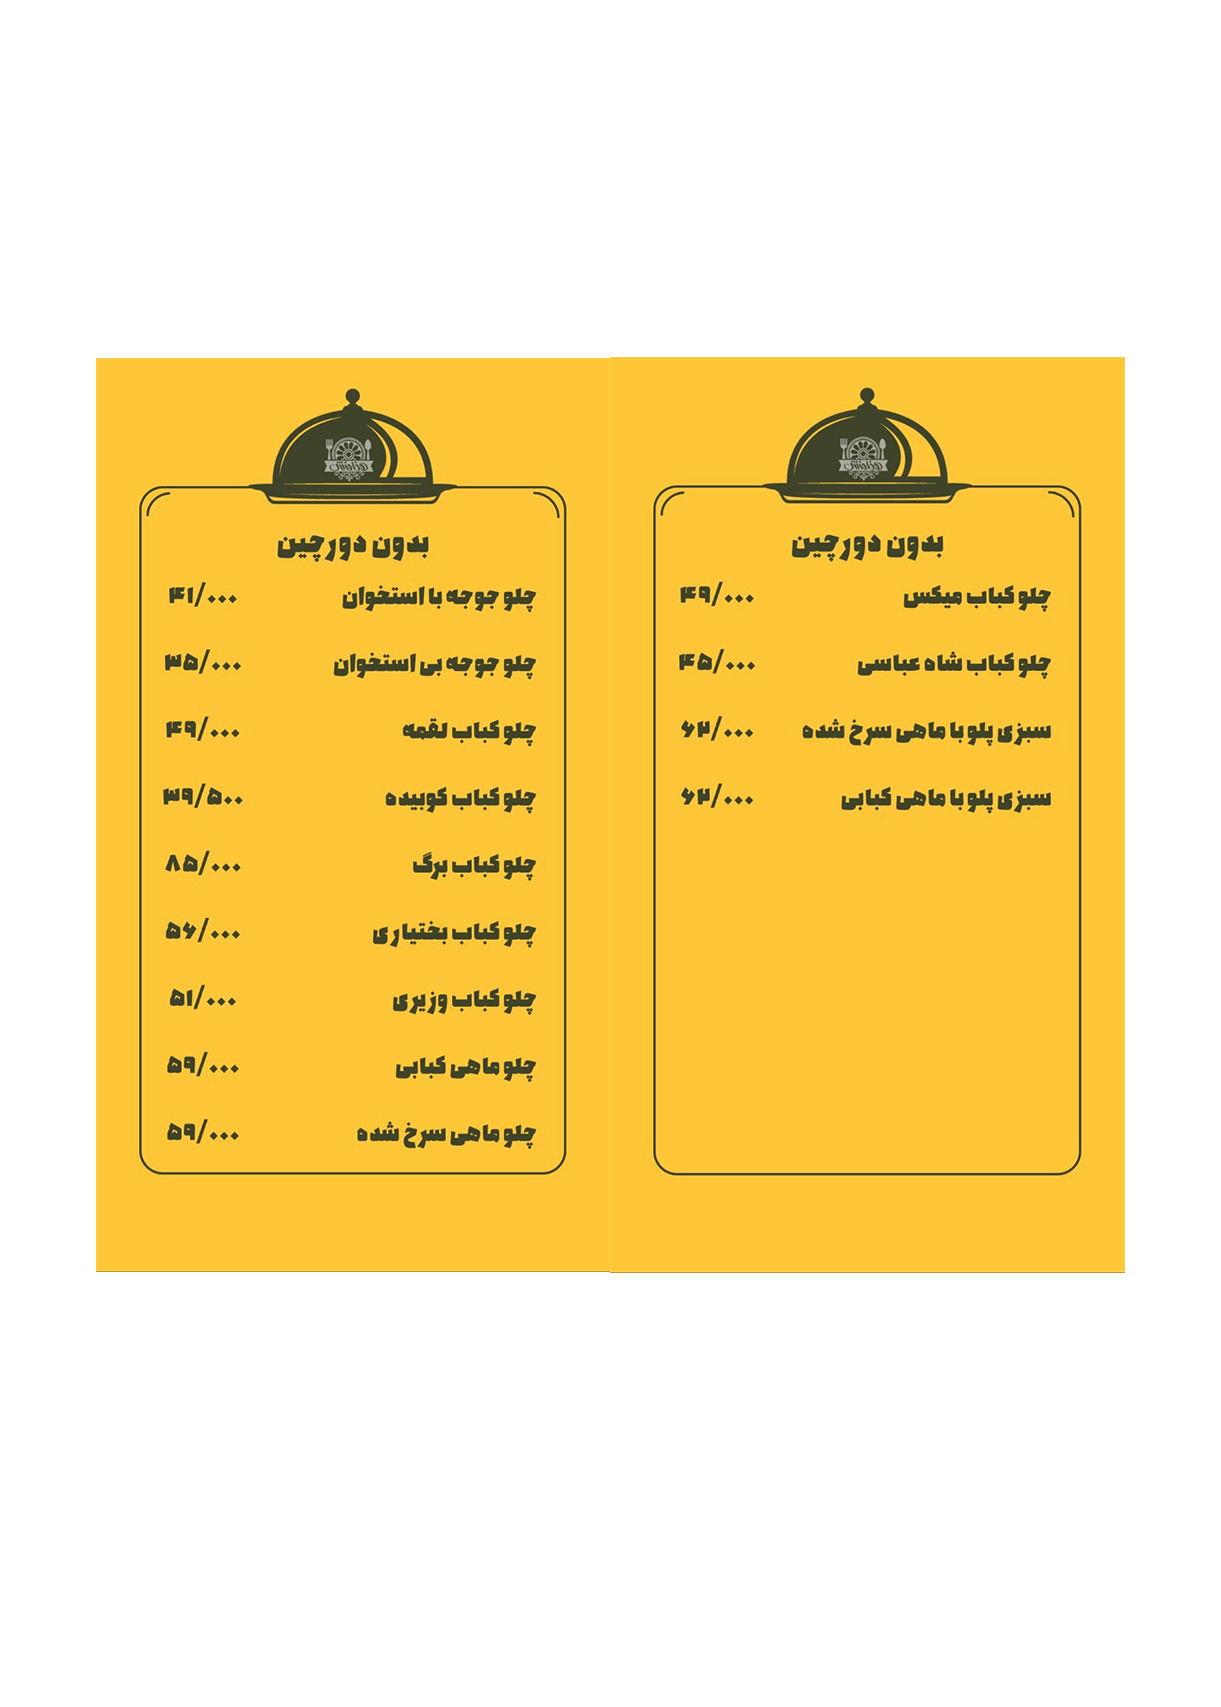 بدون دورچین
چلو کباب میکس ۴۹/۰۰۰
چلو کباب شاه عباسی ۴۵/۰۰۰
سبزی پلو با ماهی سرخ شده ۶۲/۰۰۰
سبزی پلو با ماهی کبابی ۶۲/۰۰۰
بدون دورچین
چلو جوجه با استخوان ۴۱/۰۰۰
چلو جوجه بی استخوان ۳۵/۰۰۰
چلو کباب لقمه ۴۹/۰۰۰
چلو کباب کوبیده ۳۹/۵۰۰
چلو کباب برگ ۸۵/۰۰۰
چلو کباب بختیاری ۵۶/۰۰۰
چلو کباب وزیری ۵۱/۰۰۰
چلو ماهی کبابی ۵۹/۰۰۰
چلو ماهی سرخ شده ۵۹/۰۰۰